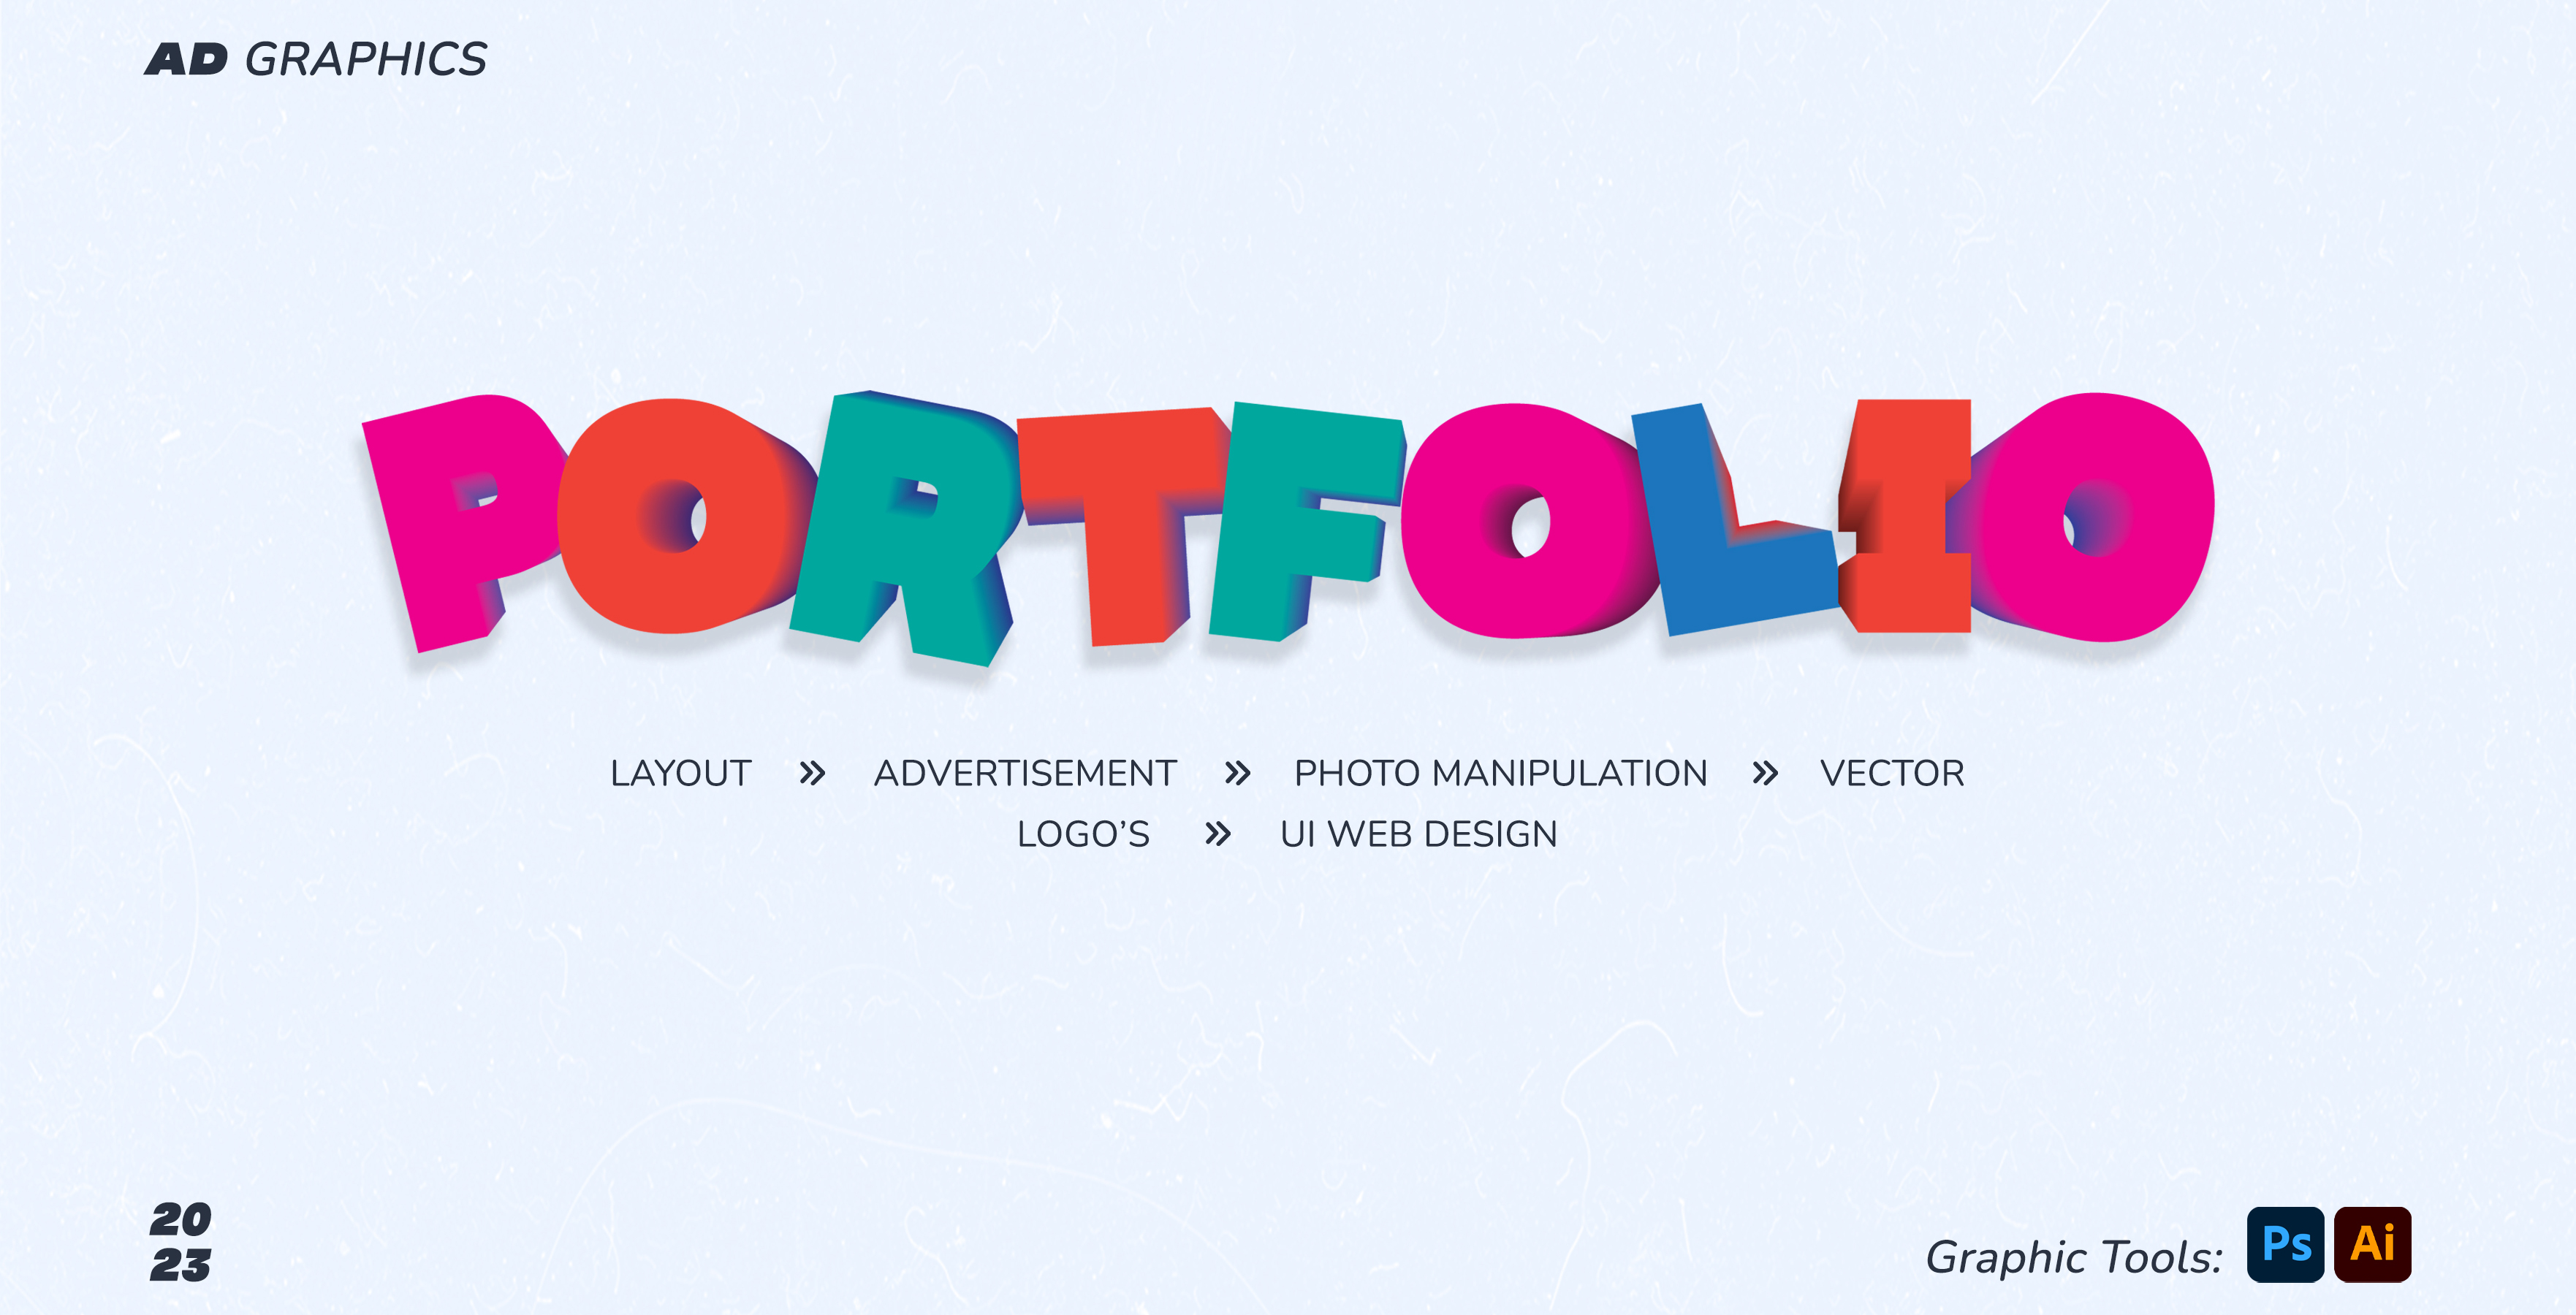 AD GRAPHICS
PORTFOLIO
LAYOUT » ADVERTISEMENT » PHOTO MANIPULATION » VECTOR
LOGO’S » UI WEB DESIGN
20
23
Graphic Tools: Ps Ai